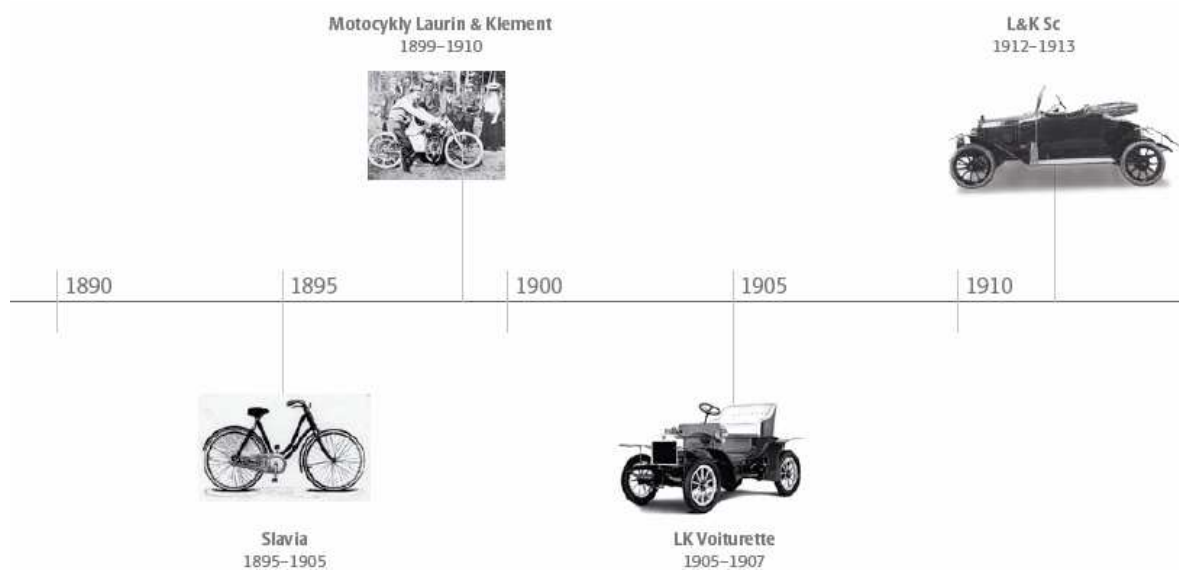 Motocykly Laurin & Klement
1899–1910
L&K Sc
1912–1913
1890
1895
1900
1905
1910
Slavia
1895–1905
LK Voiturette
1905–1907